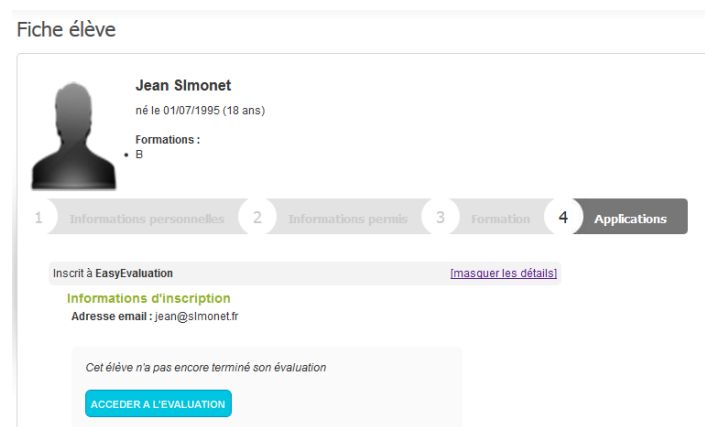 Fiche élève
Jean SImonet
né le 01/07/1995 (18 ans)
Formations :
• B
1 Informations personnelles 2 Informations permis 3 Formation 4 Applications
Inscrit à EasyEvaluation [masquer les détails]
Informations d'inscription
Adresse email : jean@slmonet.fr
Cet élève n'a pas encore terminé son évaluation
ACCEDER A L'EVALUATION